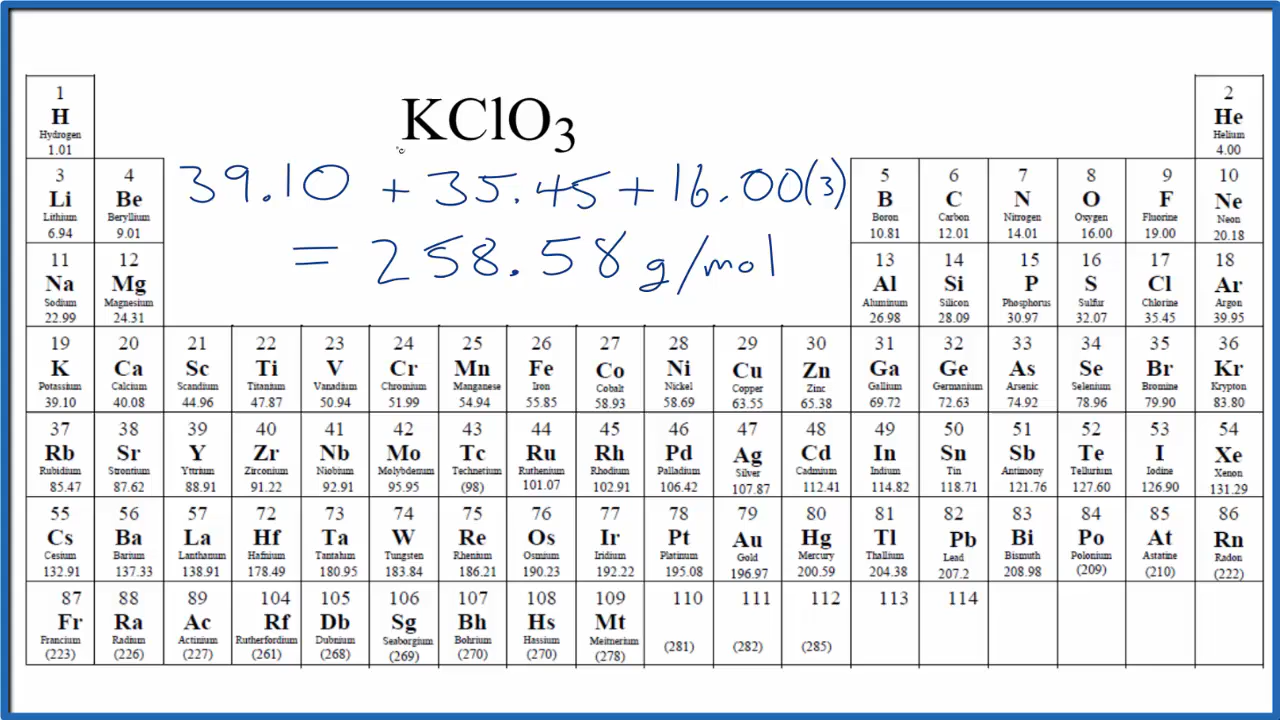 KClO3
39.10 + 35.45 + 16.00(3)
= 258.58 g/mol
1 2
H He
Hydrogen Helium
1.01 4.00
3 4 5 6 7 8 9 10
Li Be B C N O F Ne
Lithium Beryllium Boron Carbon Nitrogen Oxygen Fluorine Neon
6.94 9.01 10.81 12.01 14.01 16.00 19.00 20.18
11 12 13 14 15 16 17 18
Na Mg Al Si P S Cl Ar
Sodium Magnesium Aluminum Silicon Phosphorus Sulfur Chlorine Argon
22.99 24.31 26.98 28.09 30.97 32.07 35.45 39.95
19 20 21 22 23 24 25 26 27 28 29 30 31 32 33 34 35 36
K Ca Sc Ti V Cr Mn Fe Co Ni Cu Zn Ga Ge As Se Br Kr
Potassium Calcium Scandium Titanium Vanadium Chromium Manganese Iron Cobalt Nickel Copper Zinc Gallium Germanium Arsenic Selenium Bromine Krypton
39.10 40.08 44.96 47.87 50.94 51.99 54.94 55.85 58.93 58.69 63.55 65.38 69.72 72.63 74.92 78.96 79.90 83.80
37 38 39 40 41 42 43 44 45 46 47 48 49 50 51 52 53 54
Rb Sr Y Zr Nb Mo Tc Ru Rh Pd Ag Cd In Sn Sb Te I Xe
Rubidium Strontium Yttrium Zirconium Niobium Molybdenum Technetium Ruthenium Rhodium Palladium Silver Cadmium Indium Tin Antimony Tellurium Iodine Xenon
85.47 87.62 88.91 91.22 92.91 95.95 (98) 101.07 102.91 106.42 107.87 112.41 114.82 118.71 121.76 127.60 126.90 131.29
55 56 57 72 73 74 75 76 77 78 79 80 81 82 83 84 85 86
Cs Ba La Hf Ta W Re Os Ir Pt Au Hg Tl Pb Bi Po At Rn
Cesium Barium Lanthanum Hafnium Tantalum Tungsten Rhenium Osmium Iridium Platinum Gold Mercury Thallium Lead Bismuth Polonium Astatine Radon
132.91 137.33 138.91 178.49 180.95 183.84 186.21 190.23 192.22 195.08 196.97 200.59 204.38 207.2 208.98 (209) (210) (222)
87 88 89 104 105 106 107 108 109 110 111 112 113 114
Fr Ra Ac Rf Db Sg Bh Hs Mt
Francium Radium Actinium Rutherfordium Dubnium Seaborgium Bohrium Hassium Meitnerium
(223) (226) (227) (261) (268) (269) (270) (270) (278) (281) (282) (285)